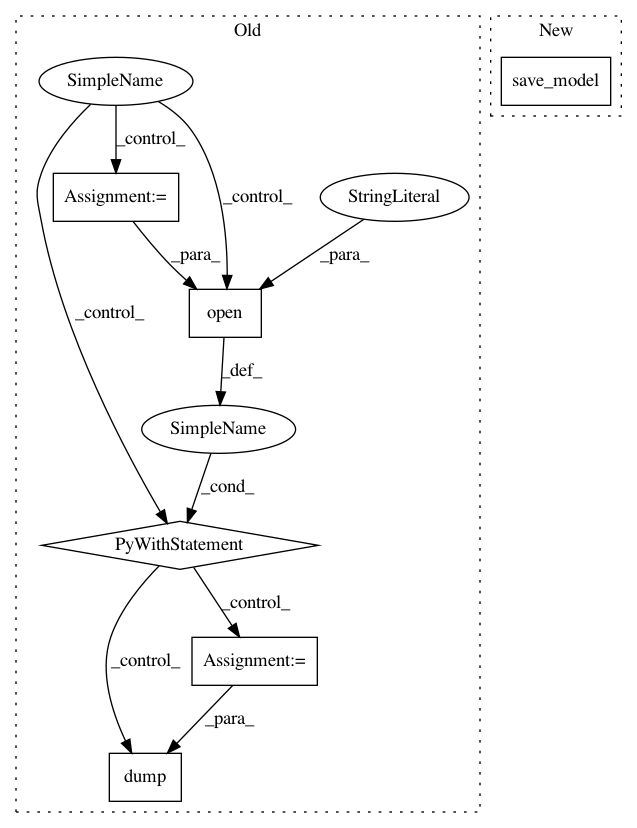 Old
New
SimpleName
save_model
_control_
Assignment:=
StringLiteral
_control_
_para_
_para_
_control_
open
_def_
SimpleName
_cond_
PyWithStatement
_control_
_control_
Assignment:=
_para_
dump